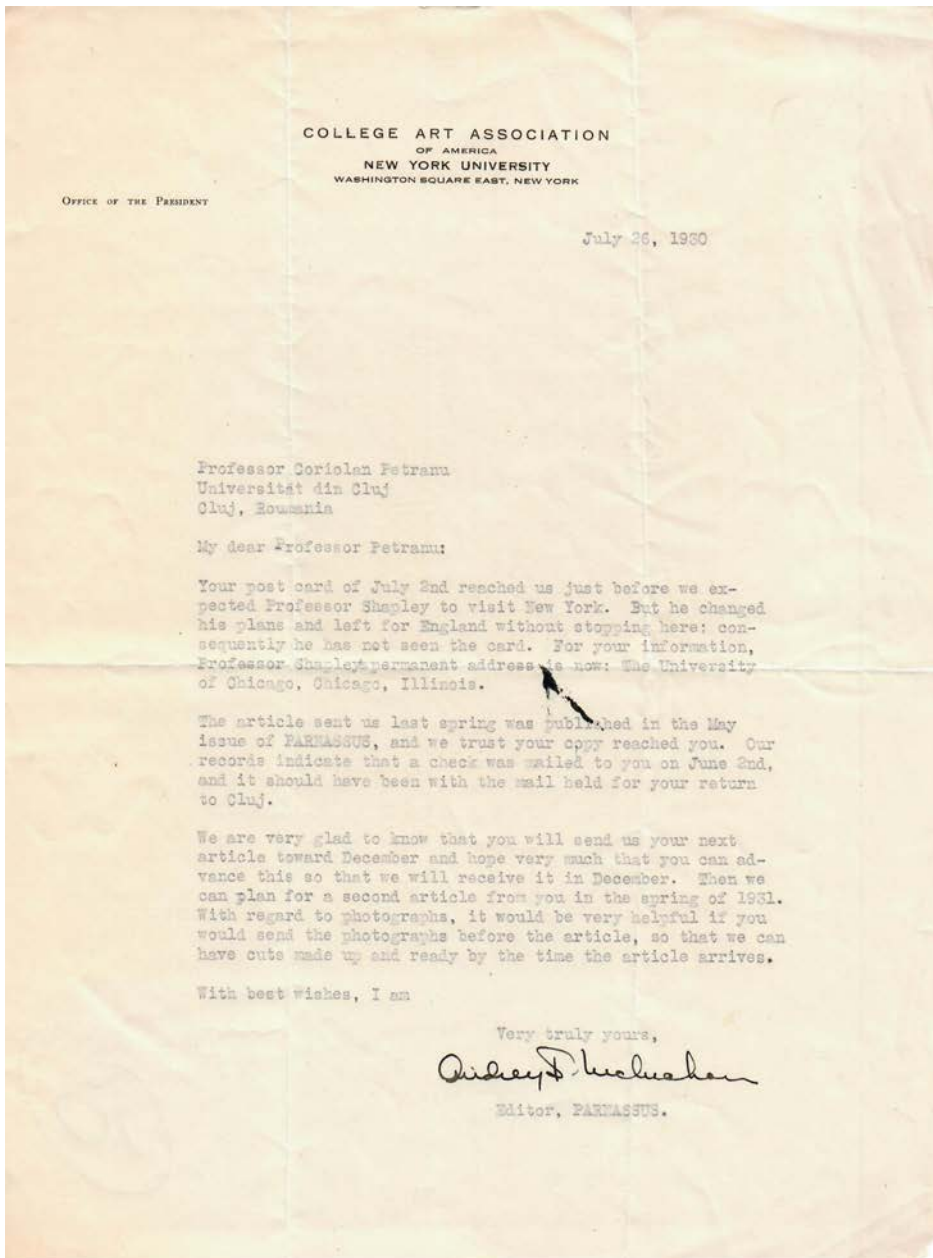 COLLEGE ART ASSOCIATION
OF AMERICA
NEW YORK UNIVERSITY
WASHINGTON SQUARE EAST, NEW YORK
OFFICE OF THE PRESIDENT
July 26, 1930
Professor Coriolan Petranu
Universität din Cluj
Cluj, Roumania
My dear Professor Petranu:
Your post card of July 2nd reached us just before we ex-
pected Professor Shapley to visit New York. But he changed
his plans and left for England without stopping here; con-
sequently he has not seen the card. For your information,
Professor Shapley permanent address is now: The University
of Chicago, Chicago, Illinois.
The article sent us last spring was published in the May
issue of PARNASSUS, and we trust your copy reached you. Our
records indicate that a check was mailed to you on June 2nd,
and it should have been with the mail held for your return
to Cluj.
We are very glad to know that you will send us your next
article toward December and hope very much that you can ad-
vance this so that we will receive it in December. Then we
can plan for a second article from you in the spring of 1931.
With regard to photographs, it would be very helpful if you
would send the photographs before the article, so that we can
have cuts made up and ready by the time the article arrives.
With best wishes, I am
Very truly yours,
Audrey F. McMahon
Editor, PARNASSUS.